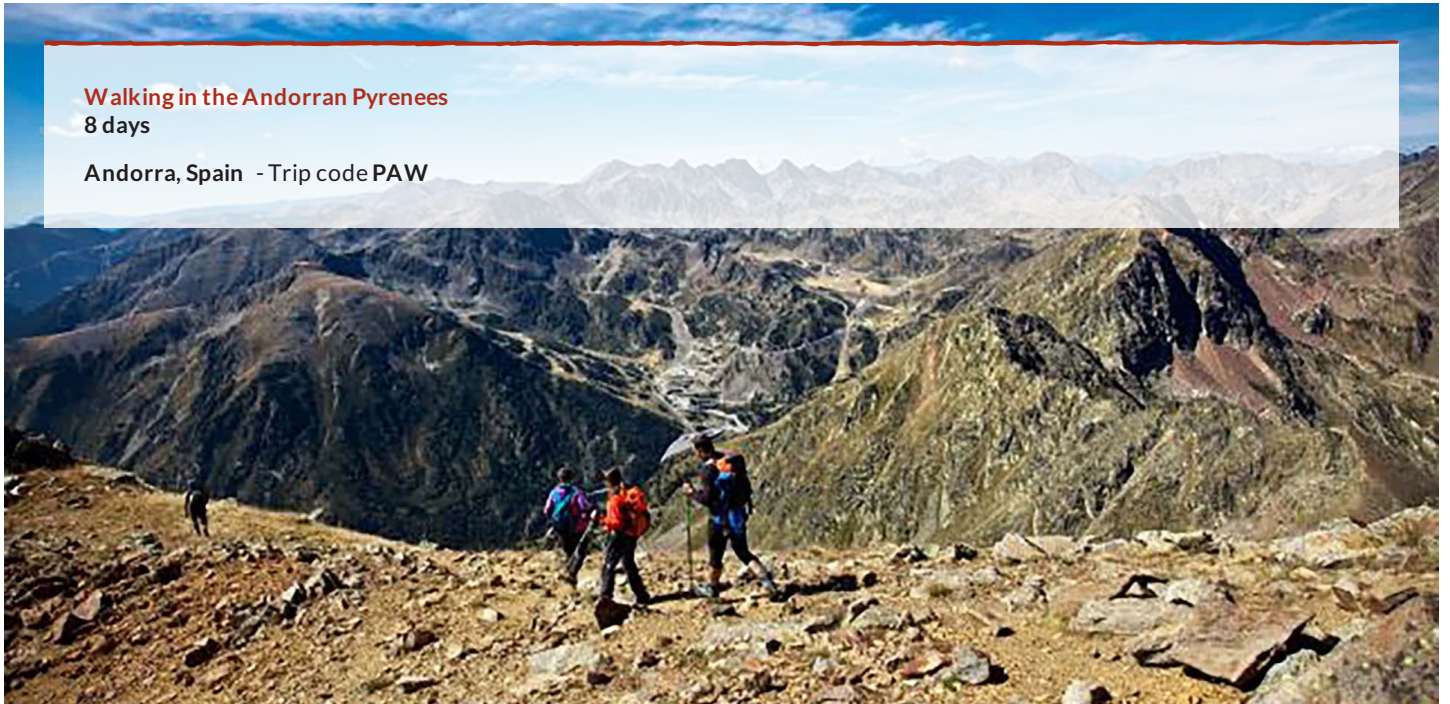 Walking in the Andorran Pyrenees
8 days
Andorra, Spain - Trip code PAW